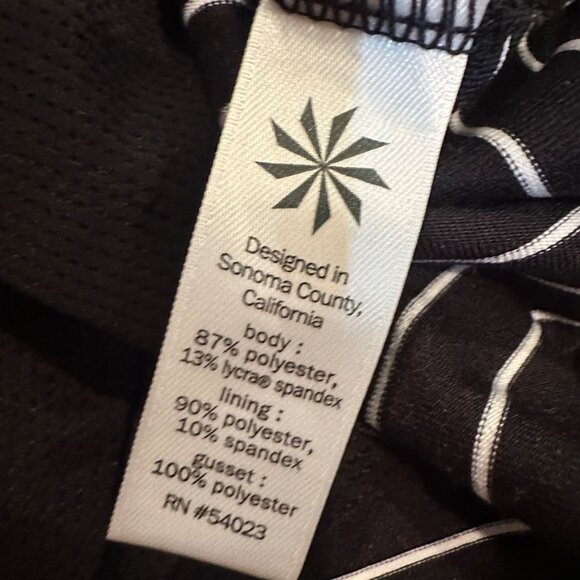 Designed in
Sonoma County,
California
body :
87% polyester,
13% lycra® spandex
lining :
90% polyester,
10% spandex
gusset :
100% polyester
RN #54023